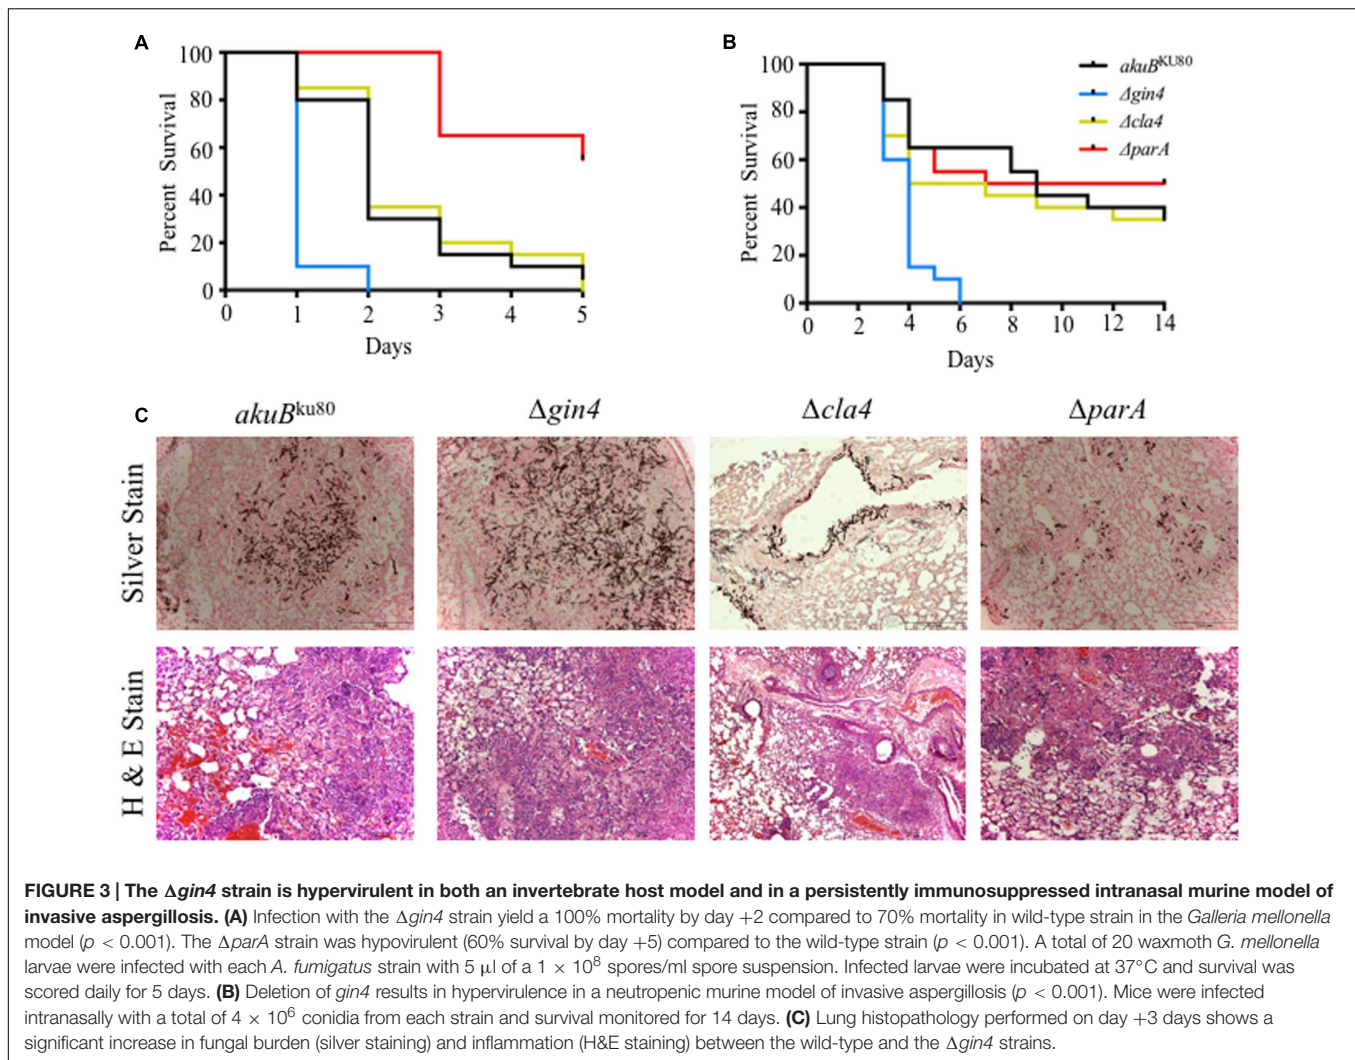 A
B
100
80
60
40
20
0
Percent Survival
0 1 2 3 4 5
Days
100
80
60
40
20
0
Percent Survival
0 2 4 6 8 10 12 14
Days
akuB^KU80
Δgin4
Δcla4
ΔparA
C
akuB^ku80 Δgin4 Δcla4 ΔparA
Silver Stain
H & E Stain
FIGURE 3 | The Δgin4 strain is hypervirulent in both an invertebrate host model and in a persistently immunosuppressed intranasal murine model of
invasive aspergillosis. (A) Infection with the Δgin4 strain yield a 100% mortality by day +2 compared to 70% mortality in wild-type strain in the Galleria mellonella
model (p < 0.001). The ΔparA strain was hypovirulent (60% survival by day +5) compared to the wild-type strain (p < 0.001). A total of 20 waxmoth G. mellonella
larvae were infected with each A. fumigatus strain with 5 μl of a 1 × 10^8 spores/ml spore suspension. Infected larvae were incubated at 37°C and survival was
scored daily for 5 days. (B) Deletion of gin4 results in hypervirulence in a neutropenic murine model of invasive aspergillosis (p < 0.001). Mice were infected
intranasally with a total of 4 × 10^6 conidia from each strain and survival monitored for 14 days. (C) Lung histopathology performed on day +3 days shows a
significant increase in fungal burden (silver staining) and inflammation (H&E staining) between the wild-type and the Δgin4 strains.